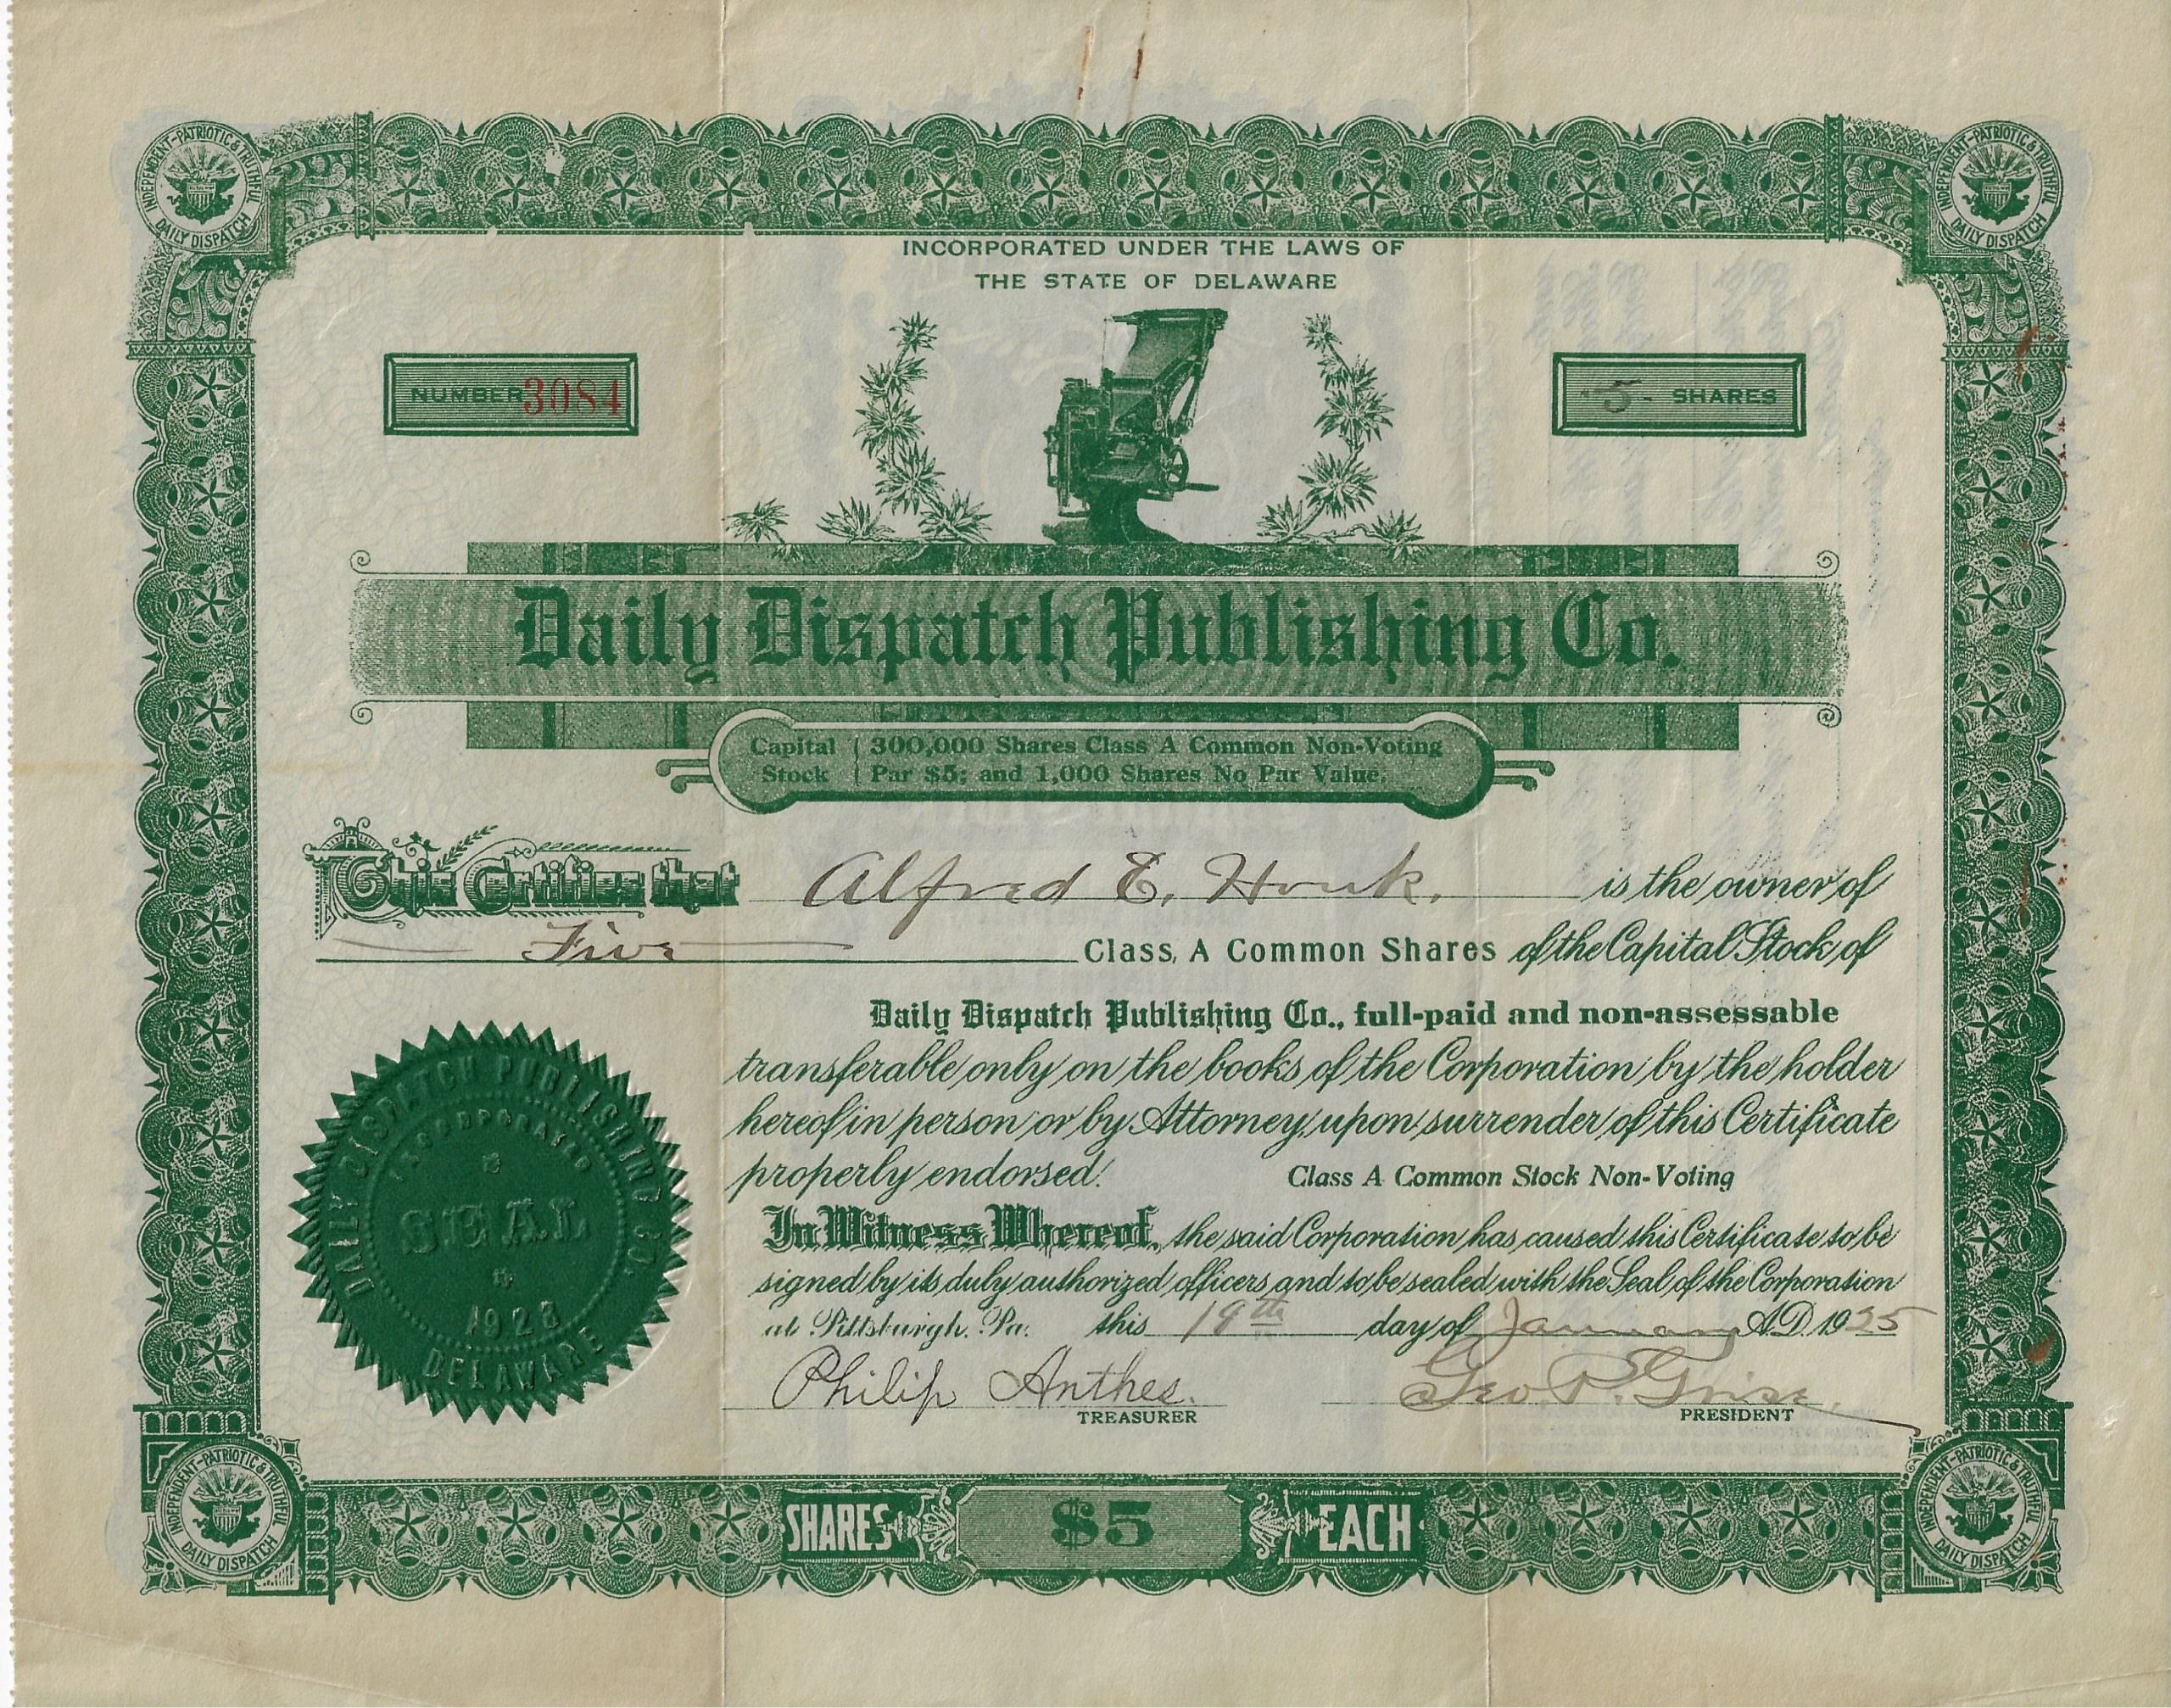 INDEPENDENT-PATRIOTIC & TRUTHFUL
DAILY DISPATCH
INDEPENDENT-PATRIOTIC & TRUTHFUL
DAILY DISPATCH
INCORPORATED UNDER THE LAWS OF
THE STATE OF DELAWARE
NUMBER 3084
-5- SHARES
Daily Dispatch Publishing Co.
Capital Stock { 300,000 Shares Class A Common Non-Voting
Par $5; and 1,000 Shares No Par Value.
This Certifies that Alfred E. Houk. is the owner of
Five Class A Common Shares of the Capital Stock of
Daily Dispatch Publishing Co., full-paid and non-assessable
transferable only on the books of the Corporation by the holder
hereof in person or by Attorney, upon surrender of this Certificate
properly endorsed. Class A Common Stock Non-Voting
In Witness Whereof, the said Corporation has caused this Certificate to be
signed by its duly authorized officers and to be sealed with the Seal of the Corporation
at Pittsburgh, Pa. this 19th day of January A.D. 1925
Philip Anthes. Geo. P. Grise.
TREASURER PRESIDENT
DAILY DISPATCH PUBLISHING CO.
INCORPORATED
SEAL
1923
DELAWARE
INDEPENDENT-PATRIOTIC & TRUTHFUL
DAILY DISPATCH
SHARES $5 EACH
INDEPENDENT-PATRIOTIC & TRUTHFUL
DAILY DISPATCH